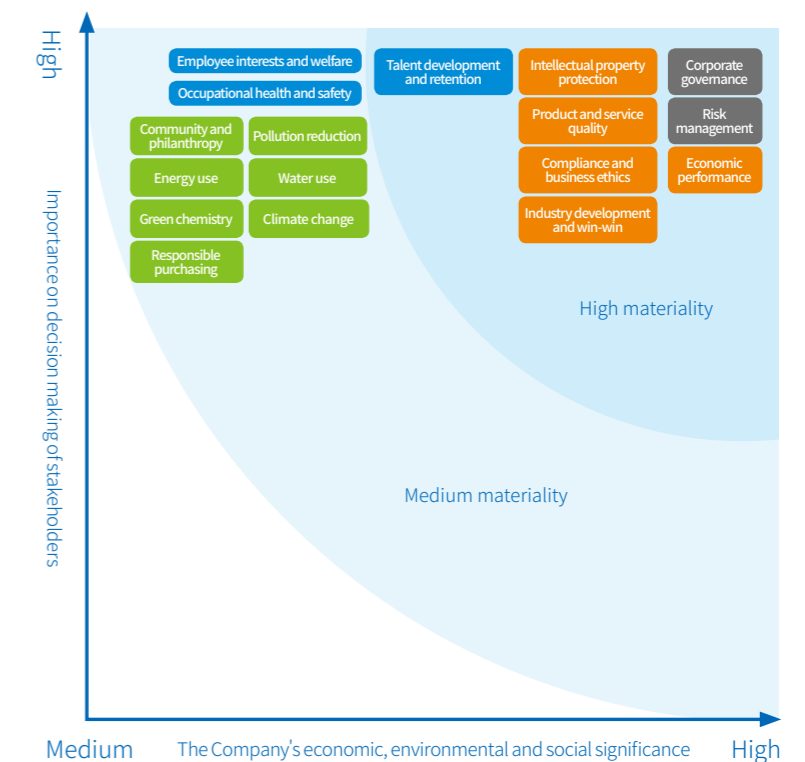 High
Importance on decision making of stakeholders
Employee interests and welfare
Occupational health and safety
Talent development
and retention
Intellectual property
protection
Corporate
governance
Product and service
quality
Risk
management
Community and
philanthropy
Pollution reduction
Compliance and
business ethics
Economic
performance
Energy use
Water use
Green chemistry
Climate change
Industry development
and win-win
Responsible
purchasing
High materiality
Medium materiality
Medium
The Company's economic, environmental and social significance
High